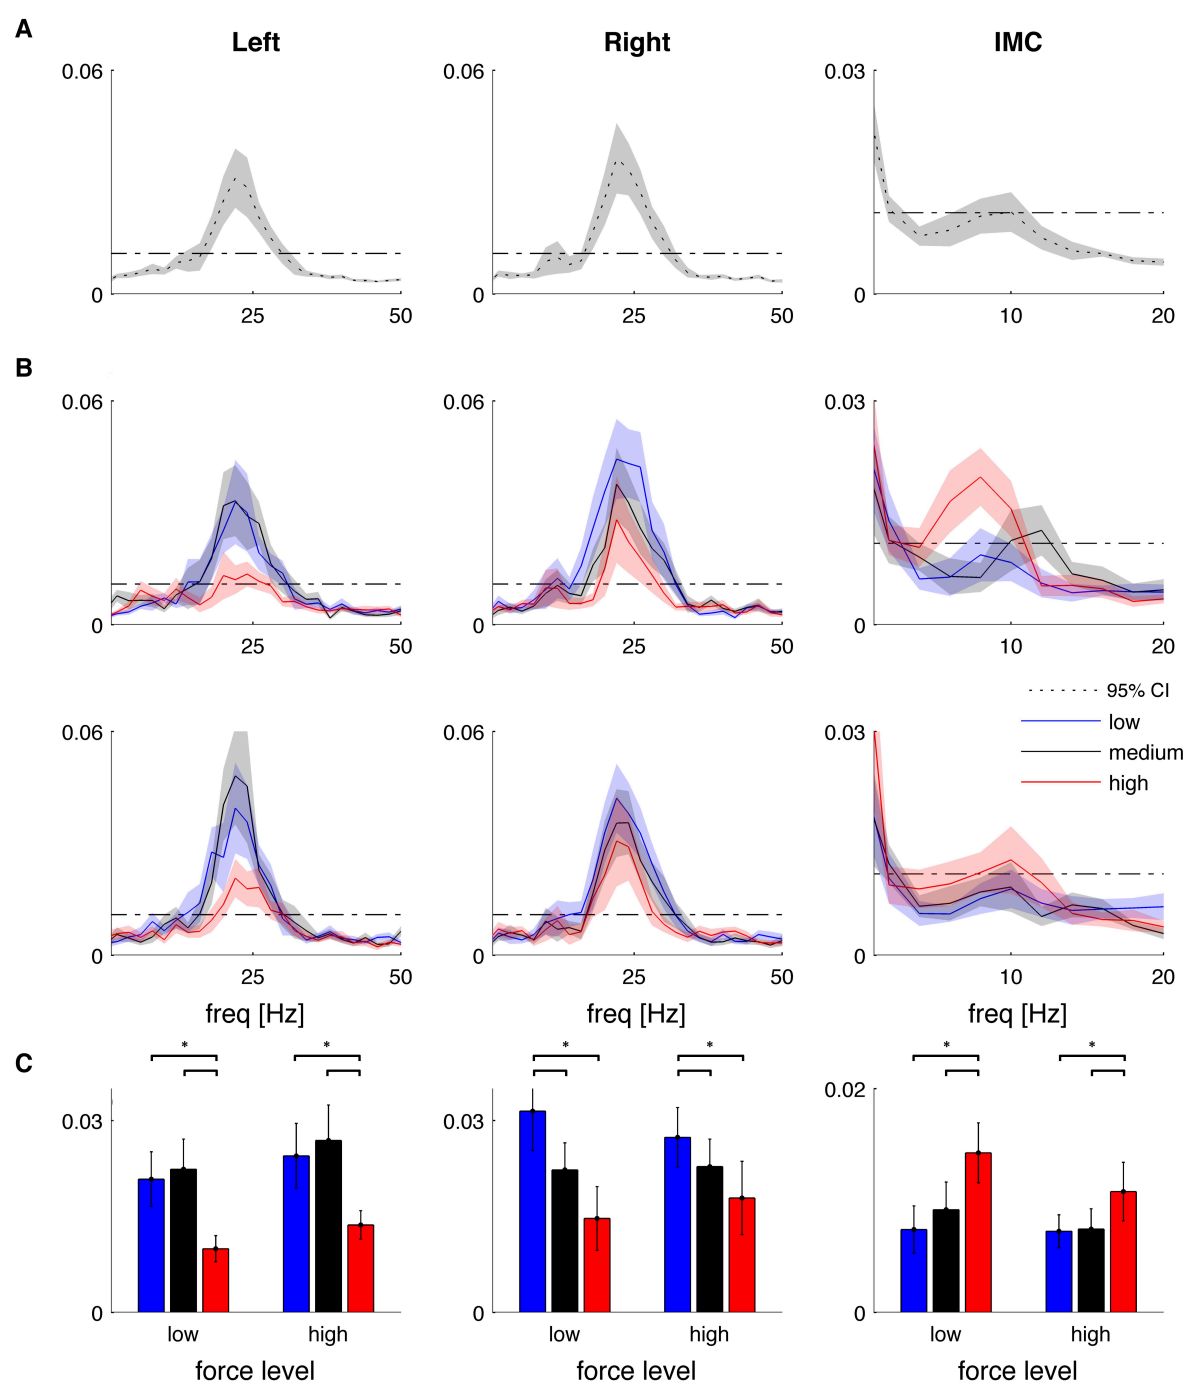 A
Left Right IMC
0.06 0.06 0.03
0 0 0
25 50 25 50 10 20
B
0.06 0.06 0.03
0 0 0
25 50 25 50 10 20
95% CI
low
medium
high
0.06 0.06 0.03
0 0 0
25 50 25 50 10 20
freq [Hz] freq [Hz] freq [Hz]
C
* * * * * *
0.03 0.03 0.02
0 0 0
low high low high low high
force level force level force level